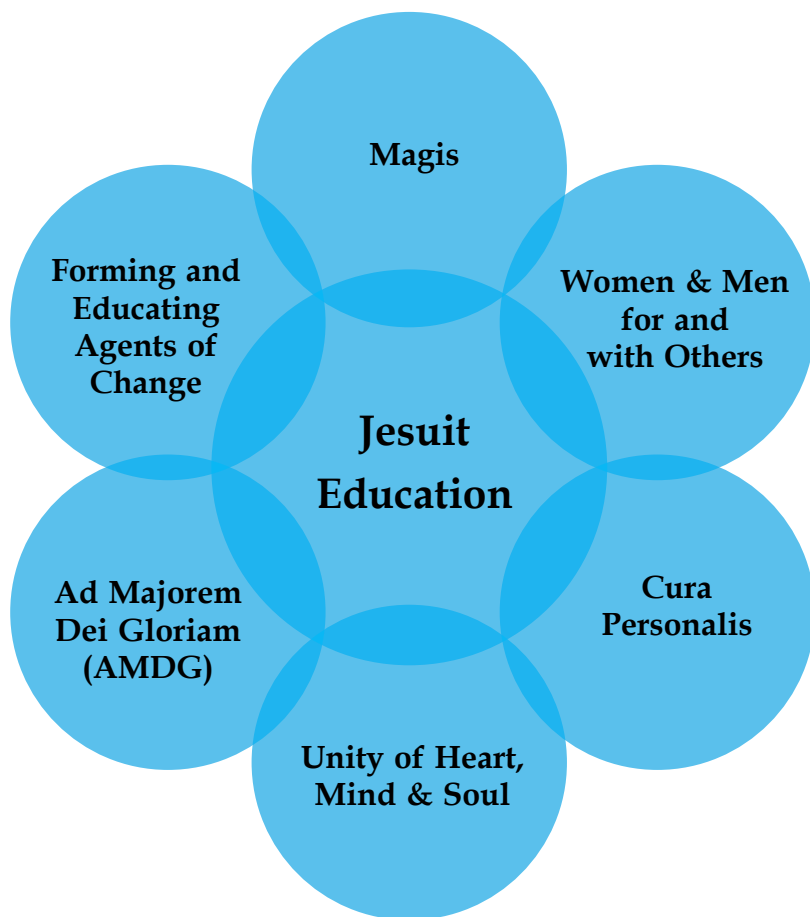 Magis
Forming and
Educating
Agents of
Change
Women & Men
for and
with Others
Jesuit
Education
Ad Majorem
Dei Gloriam
(AMDG)
Cura
Personalis
Unity of Heart,
Mind & Soul